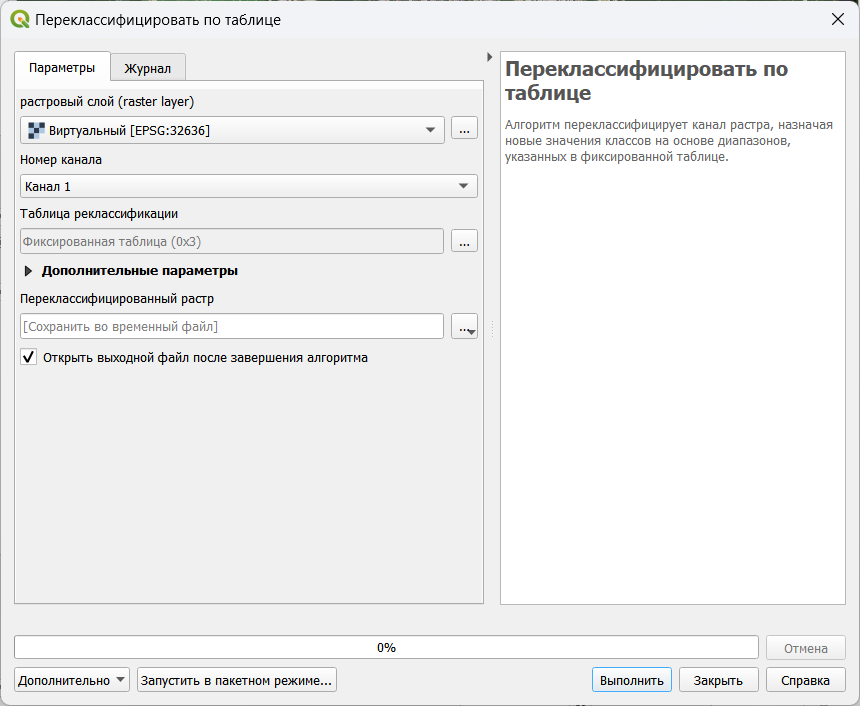 Переклассифицировать по таблице
Параметры
Журнал
растровый слой (raster layer)
Виртуальный [EPSG:32636]
...
Номер канала
Канал 1
Таблица реклассификации
Фиксированная таблица (0x3)
...
Дополнительные параметры
Переклассифицированный растр
[Сохранить во временный файл]
...
Открыть выходной файл после завершения алгоритма
Переклассифицировать по
таблице
Алгоритм переклассифицирует канал растра, назначая
новые значения классов на основе диапазонов,
указанных в фиксированной таблице.
0%
Отмена
Дополнительно
Запустить в пакетном режиме...
Выполнить
Закрыть
Справка